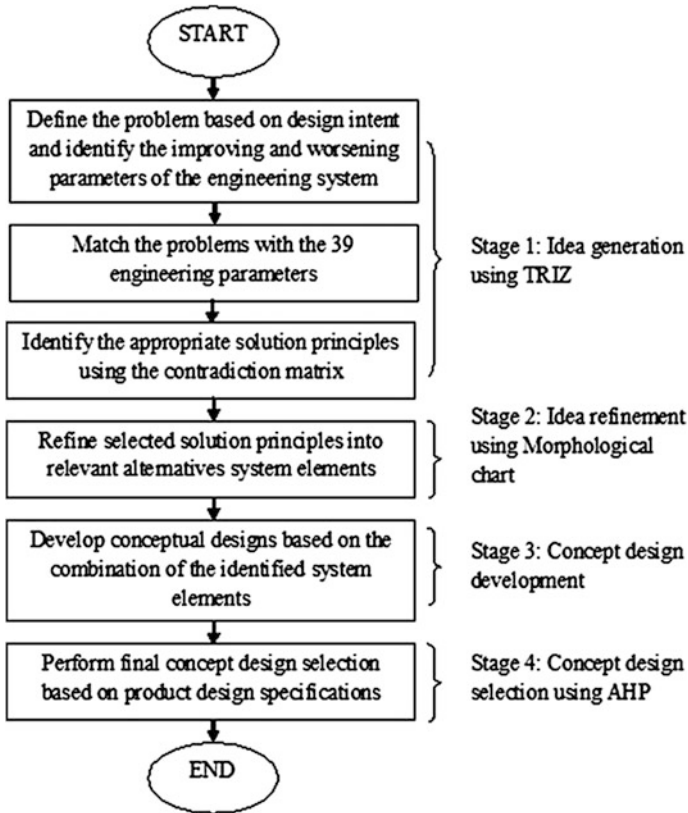 START
Define the problem based on design intent
and identify the improving and worsening
parameters of the engineering system
Match the problems with the 39
engineering parameters
Identify the appropriate solution principles
using the contradiction matrix
Stage 1: Idea generation
using TRIZ
Refine selected solution principles into
relevant alternatives system elements
Stage 2: Idea refinement
using Morphological
chart
Develop conceptual designs based on the
combination of the identified system
elements
Stage 3: Concept design
development
Perform final concept design selection
based on product design specifications
Stage 4: Concept design
selection using AHP
END